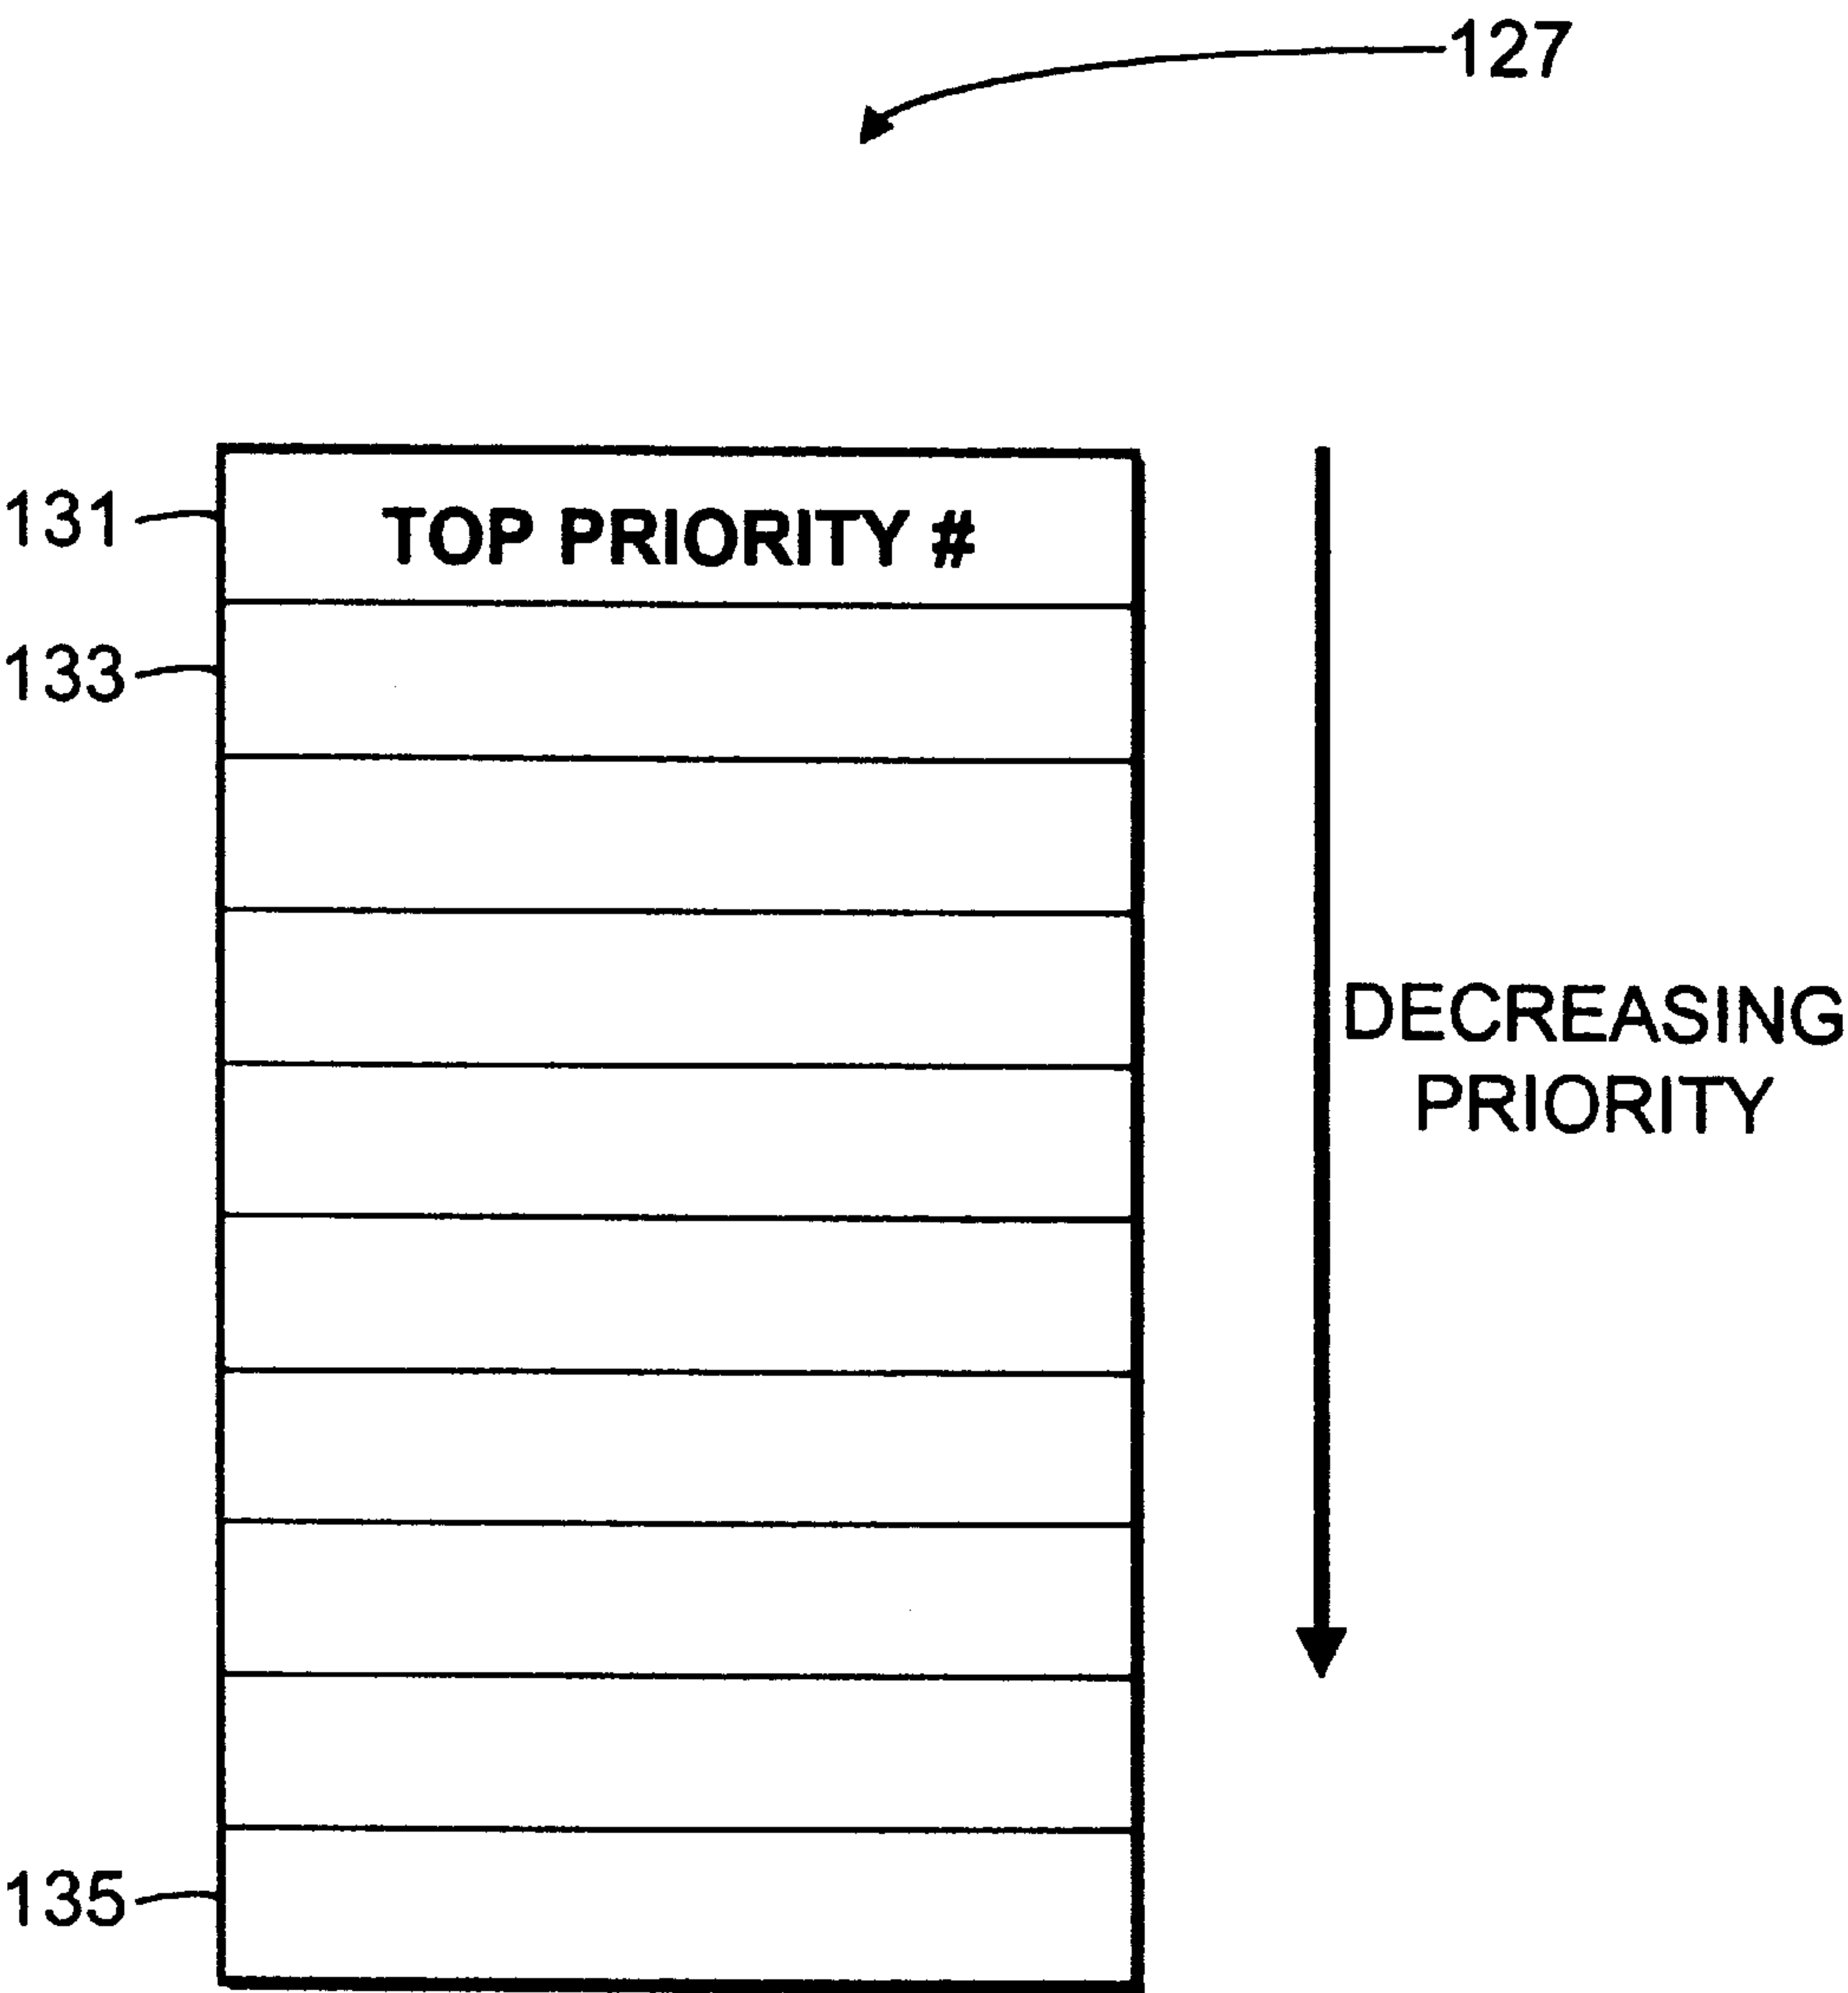 127
131
TOP PRIORITY #
133
DECREASING
PRIORITY
135